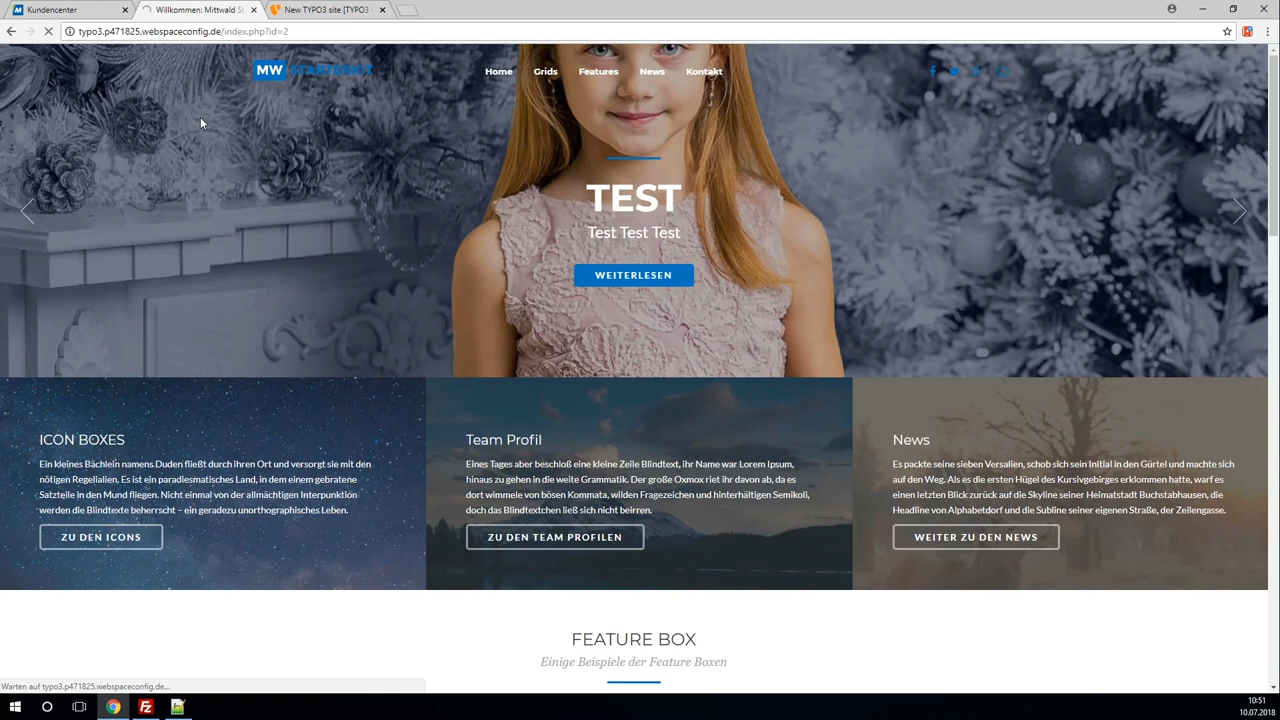 Kundencenter
Willkommen: Mittwald St
New TYPO3 site [TYPO3
typo3.p471825.webspaceconfig.de/index.php?id=2
MW STARTERKIT
Home
Grids
Features
News
Kontakt
TEST
Test Test Test
WEITERLESEN
ICON BOXES
Ein kleines Bächlein namens Duden fließt durch ihren Ort und versorgt sie mit den
nötigen Regelialien. Es ist ein paradiesmatisches Land, in dem einem gebratene
Satzteile in den Mund fliegen. Nicht einmal von der allmächtigen Interpunktion
werden die Blindtexte beherrscht – ein geradezu unorthographisches Leben.
ZU DEN ICONS
Team Profil
Eines Tages aber beschloß eine kleine Zeile Blindtext, ihr Name war Lorem Ipsum,
hinaus zu gehen in die weite Grammatik. Der große Oxmox riet ihr davon ab, da es
dort wimmele von bösen Kommata, wilden Fragezeichen und hinterhältigen Semikoli,
doch das Blindtextchen ließ sich nicht beirren.
ZU DEN TEAM PROFILEN
News
Es packte seine sieben Versalien, schob sich sein Initial in den Gürtel und machte sich
auf den Weg. Als es die ersten Hügel des Kursivgebirges erklommen hatte, warf es
einen letzten Blick zurück auf die Skyline seiner Heimatstadt Buchstabhausen, die
Headline von Alphabetdorf und die Subline seiner eigenen Straße, der Zeilengasse.
WEITER ZU DEN NEWS
FEATURE BOX
Einige Beispiele der Feature Boxen
Warten auf typo3.p471825.webspaceconfig.de...
10:51
10.07.2018